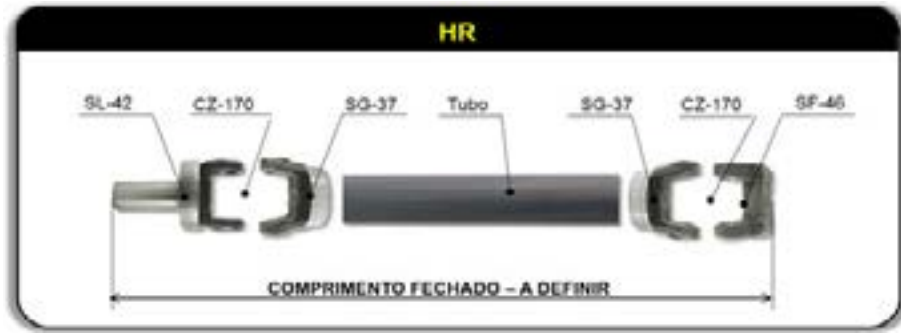 HR
SL-42 CZ-170 SG-37 Tubo SG-37 CZ-170 SF-46
COMPRIMENTO FECHADO – A DEFINIR